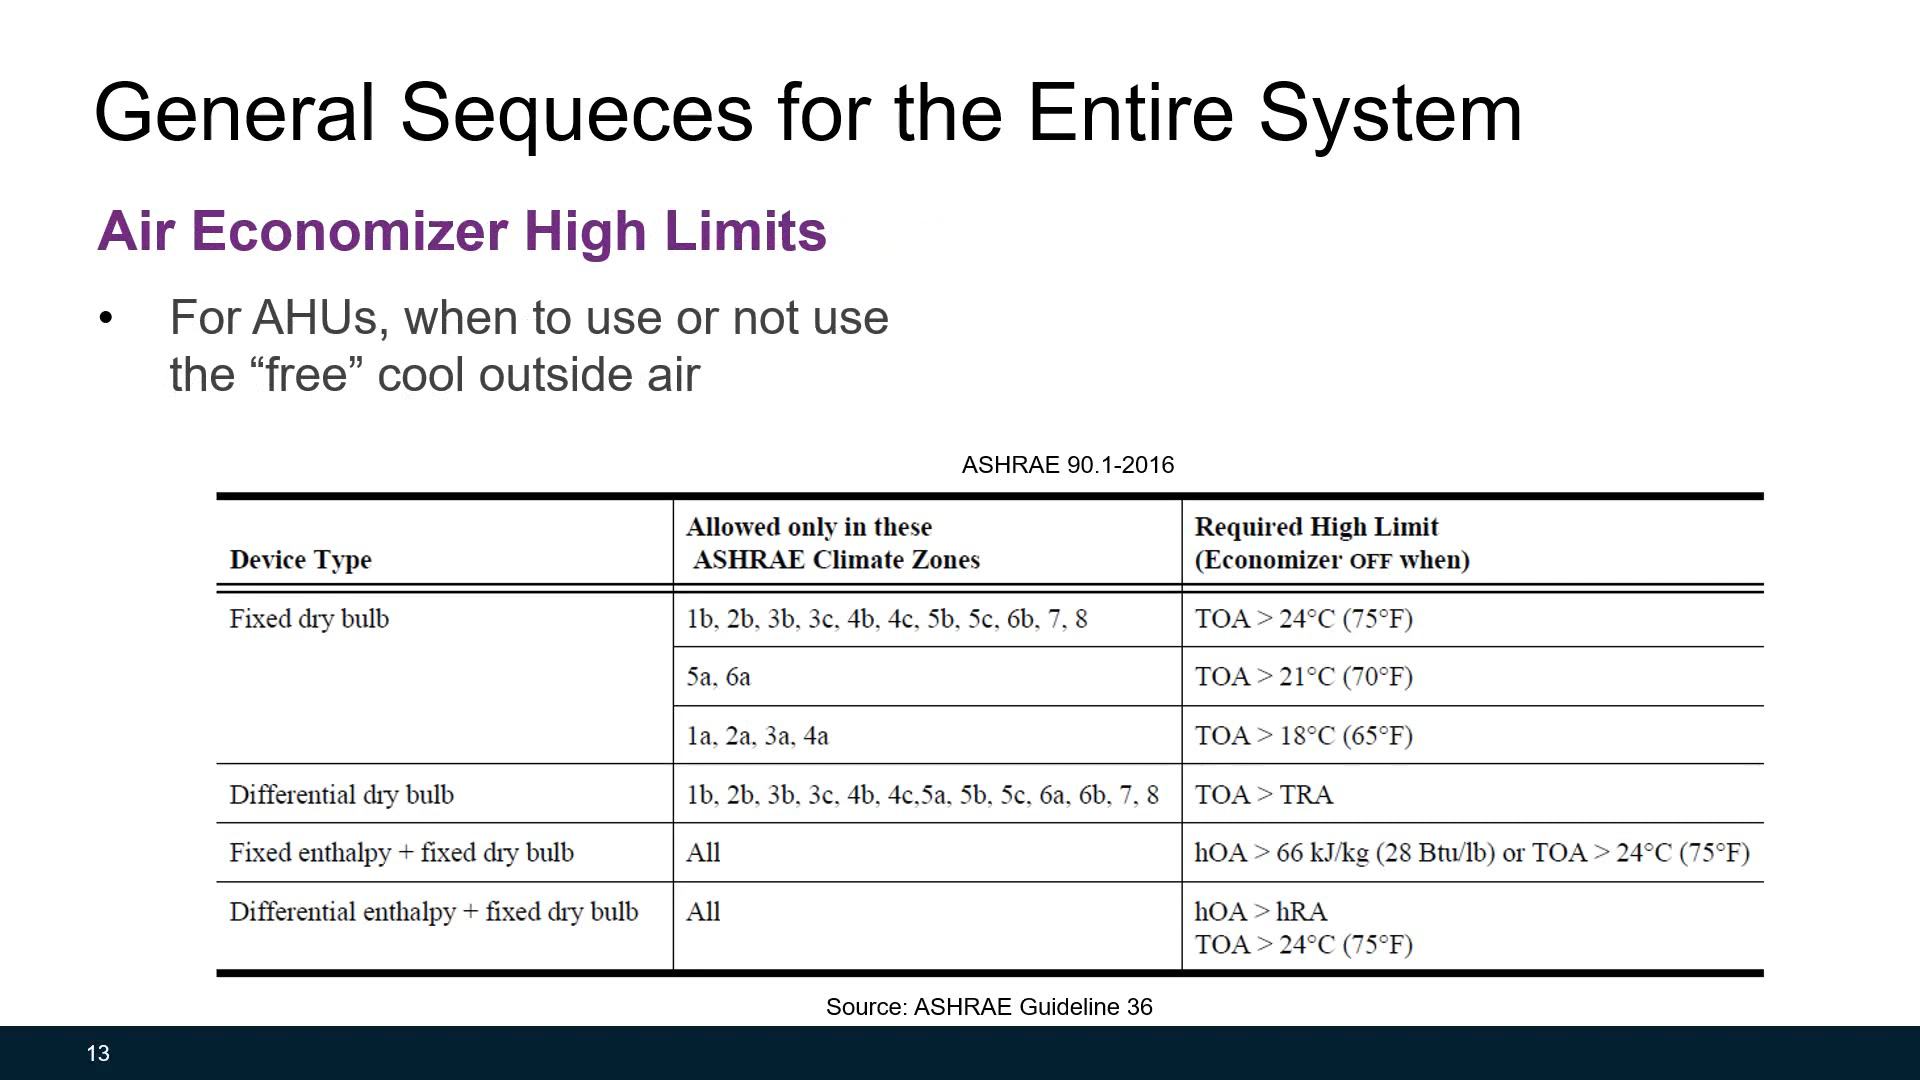 General Sequeces for the Entire System
Air Economizer High Limits
• For AHUs, when to use or not use
the “free” cool outside air
ASHRAE 90.1-2016
Device Type
Allowed only in these
ASHRAE Climate Zones
Required High Limit
(Economizer OFF when)
Fixed dry bulb
1b, 2b, 3b, 3c, 4b, 4c, 5b, 5c, 6b, 7, 8
TOA > 24°C (75°F)
5a, 6a
TOA > 21°C (70°F)
1a, 2a, 3a, 4a
TOA > 18°C (65°F)
Differential dry bulb
1b, 2b, 3b, 3c, 4b, 4c,5a, 5b, 5c, 6a, 6b, 7, 8
TOA > TRA
Fixed enthalpy + fixed dry bulb
All
hOA > 66 kJ/kg (28 Btu/lb) or TOA > 24°C (75°F)
Differential enthalpy + fixed dry bulb
All
hOA > hRA
TOA > 24°C (75°F)
Source: ASHRAE Guideline 36
13